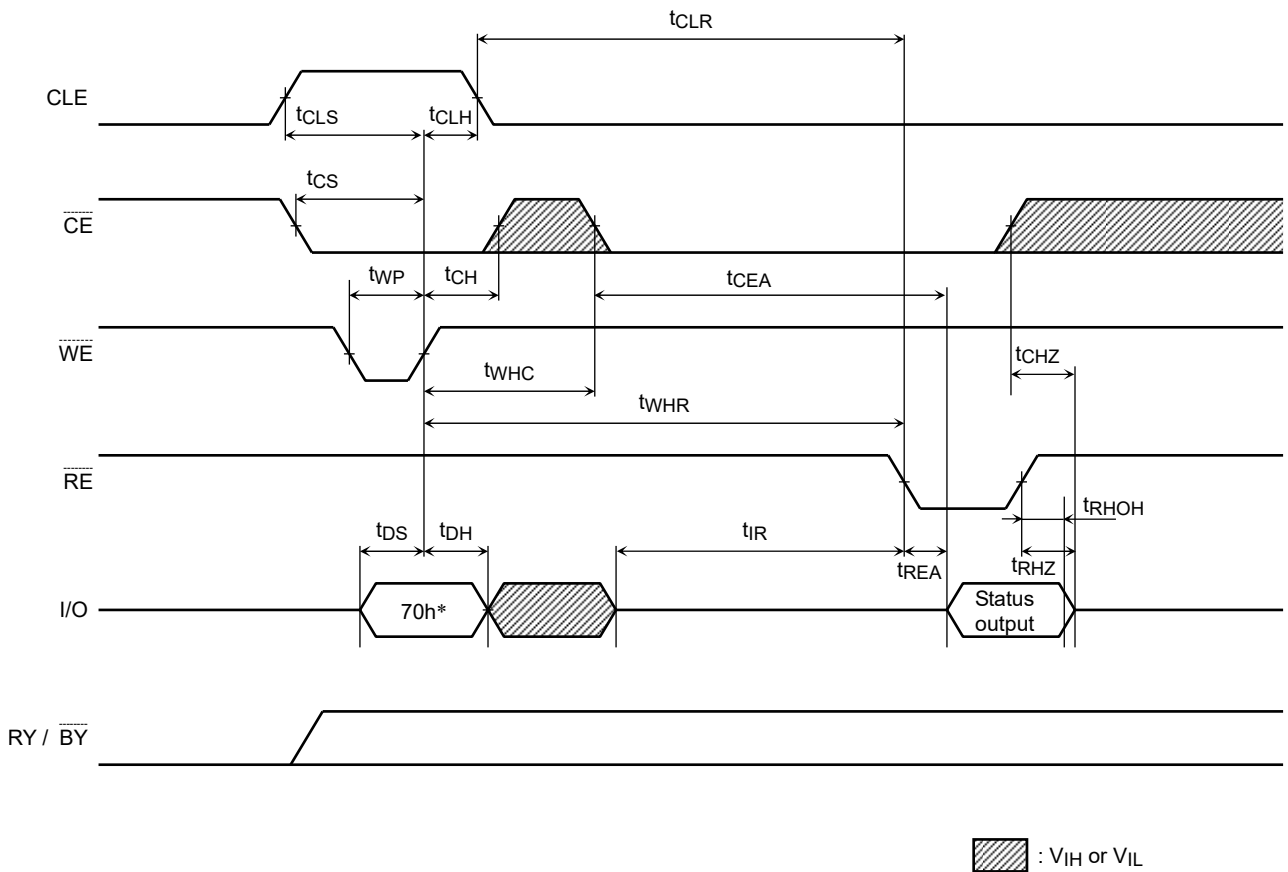 tCLR
CLE
tCLS
tCLH
tCS
CE
tWP
tCH
tCEA
WE
tCHZ
tWHC
tWHR
RE
tRHOH
tDS
tDH
tIR
tREA
tRHZ
I/O
70h*
Status
output
RY / BY
: VIH or VIL